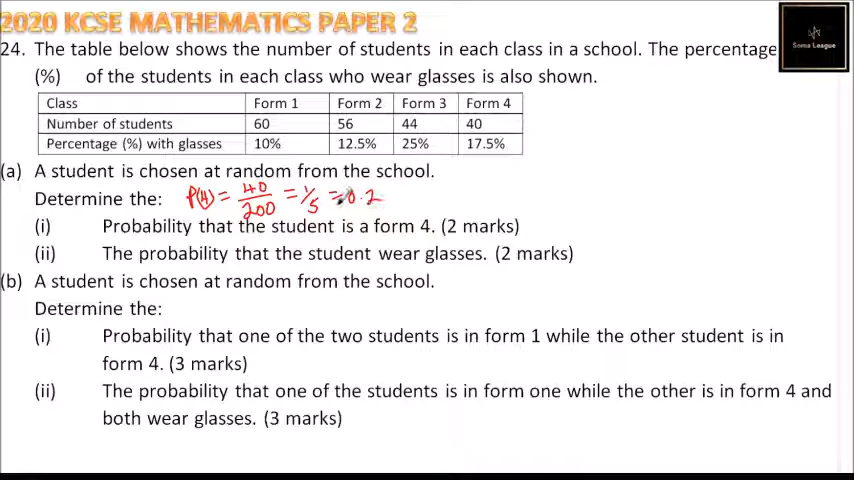 2020 KCSE MATHEMATICS PAPER 2
Soma League
24. The table below shows the number of students in each class in a school. The percentage
(%) of the students in each class who wear glasses is also shown.
Class Form 1 Form 2 Form 3 Form 4
Number of students 60 56 44 40
Percentage (%) with glasses 10% 12.5% 25% 17.5%
(a) A student is chosen at random from the school.
Determine the: P(4) = 40/200 = 1/5 = 0.2
(i) Probability that the student is a form 4. (2 marks)
(ii) The probability that the student wear glasses. (2 marks)
(b) A student is chosen at random from the school.
Determine the:
(i) Probability that one of the two students is in form 1 while the other student is in
form 4. (3 marks)
(ii) The probability that one of the students is in form one while the other is in form 4 and
both wear glasses. (3 marks)